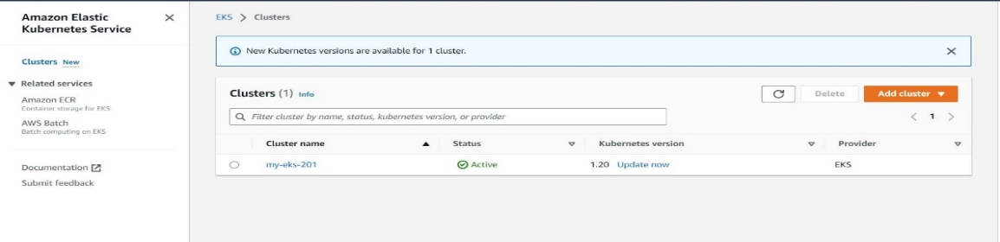 Amazon Elastic
Kubernetes Service
Clusters New
Related services
Amazon ECR
Container storage for EKS
AWS Batch
Batch computing on EKS
Documentation
Submit feedback
EKS > Clusters
New Kubernetes versions are available for 1 cluster.
Clusters (1) Info
Delete
Add cluster
Filter cluster by name, status, kubernetes version, or provider
< 1 >
Cluster name Status Kubernetes version Provider
my-eks-201 Active 1.20 Update now EKS